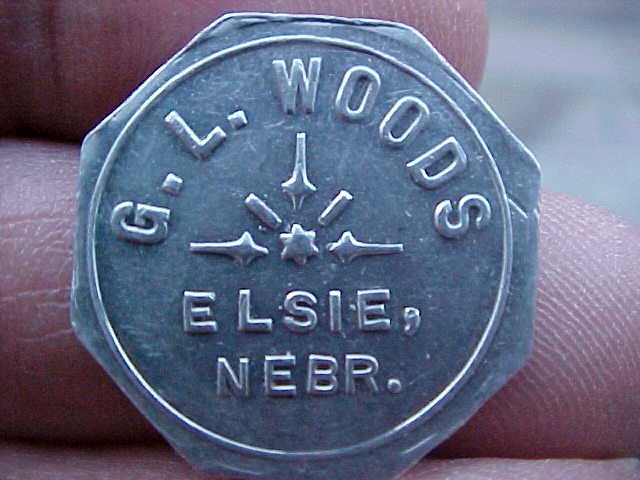 G. L. WOODS
ELSIE,
NEBR.